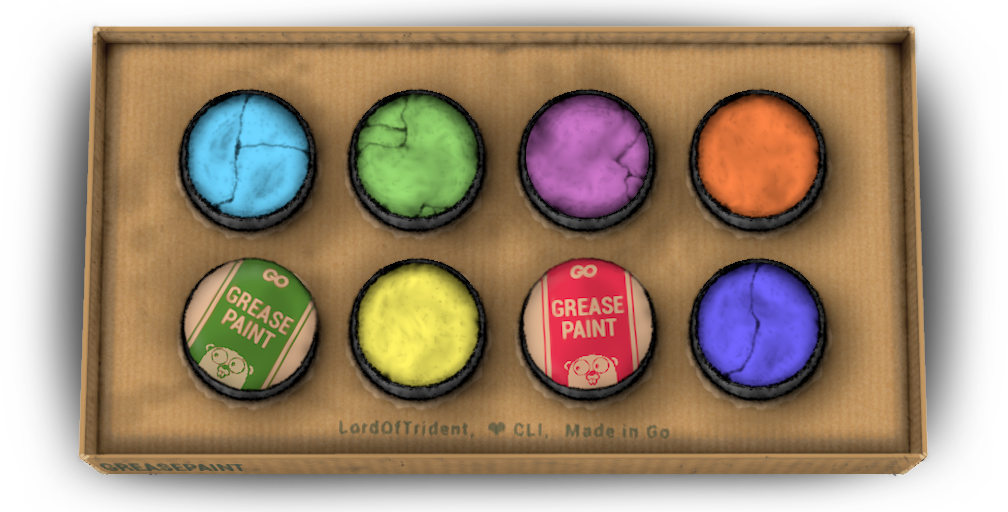 GO
GREASE
PAINT
GO
GREASE
PAINT
LordOfTrident, ❤ CLI, Made in Go
GREASEPAINT